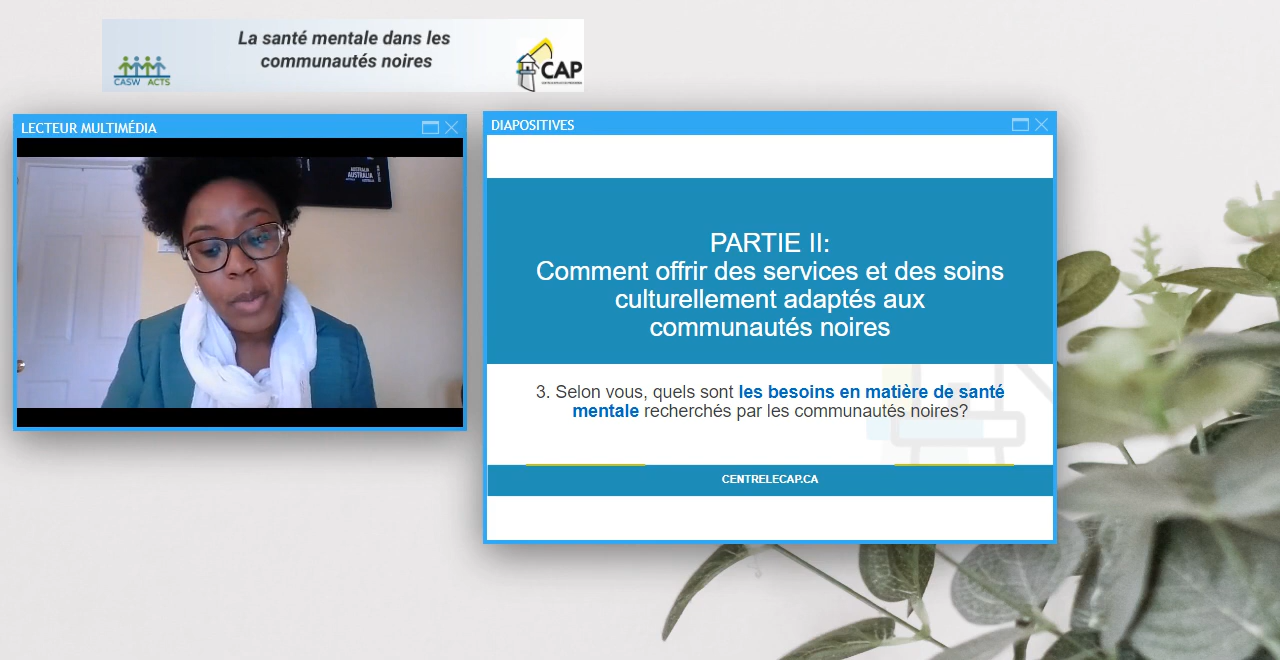 La santé mentale dans les
communautés noires
CASW ACTS
CAP
LECTEUR MULTIMÉDIA
AUSTRALIA
AUSTRALIA
DIAPOSITIVES
PARTIE II:
Comment offrir des services et des soins
culturellement adaptés aux
communautés noires
3. Selon vous, quels sont les besoins en matière de santé
mentale recherchés par les communautés noires?
CENTRELECAP.CA